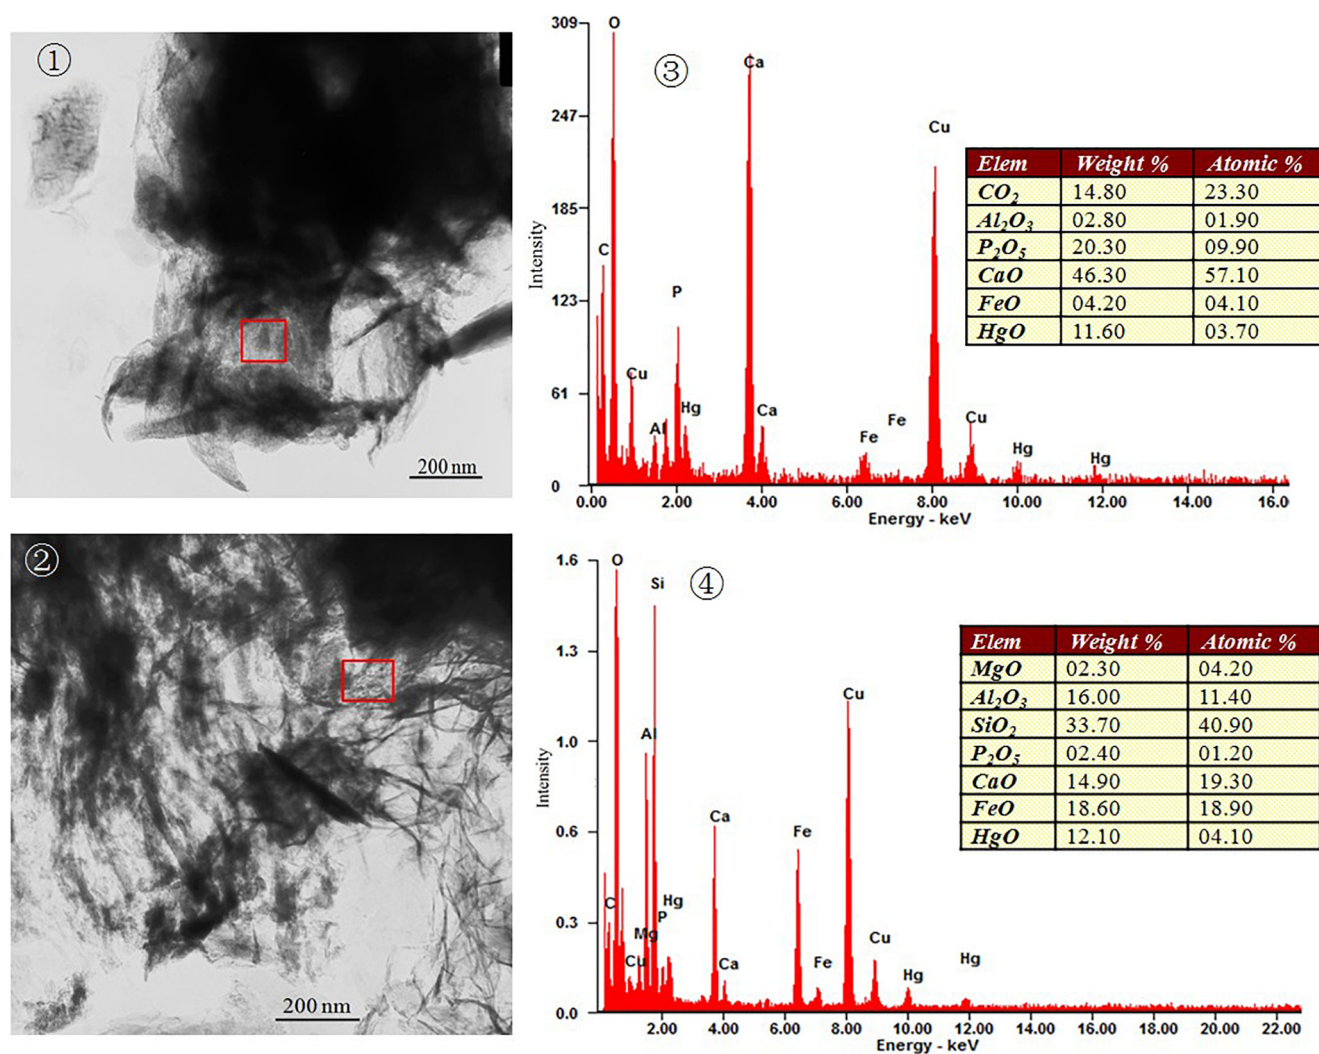 ①
200 nm
③
309
247
185
123
61
0
Intensity
O
Ca
Cu
C
P
Cu
Al
Hg
Ca
Fe
Fe
Cu
Hg
Hg
0.00 2.00 4.00 6.00 8.00 10.00 12.00 14.00 16.0
Energy - keV
Elem Weight % Atomic %
CO2 14.80 23.30
Al2O3 02.80 01.90
P2O5 20.30 09.90
CaO 46.30 57.10
FeO 04.20 04.10
HgO 11.60 03.70
②
200 nm
④
1.6
1.3
1.0
0.6
0.3
0.0
Intensity
O
Si
Cu
Al
Ca
Fe
C
Hg
P
Mg
Cu
Ca
Fe
Cu
Hg
Hg
2.00 4.00 6.00 8.00 10.00 12.00 14.00 16.00 18.00 20.00 22.00
Energy - keV
Elem Weight % Atomic %
MgO 02.30 04.20
Al2O3 16.00 11.40
SiO2 33.70 40.90
P2O5 02.40 01.20
CaO 14.90 19.30
FeO 18.60 18.90
HgO 12.10 04.10